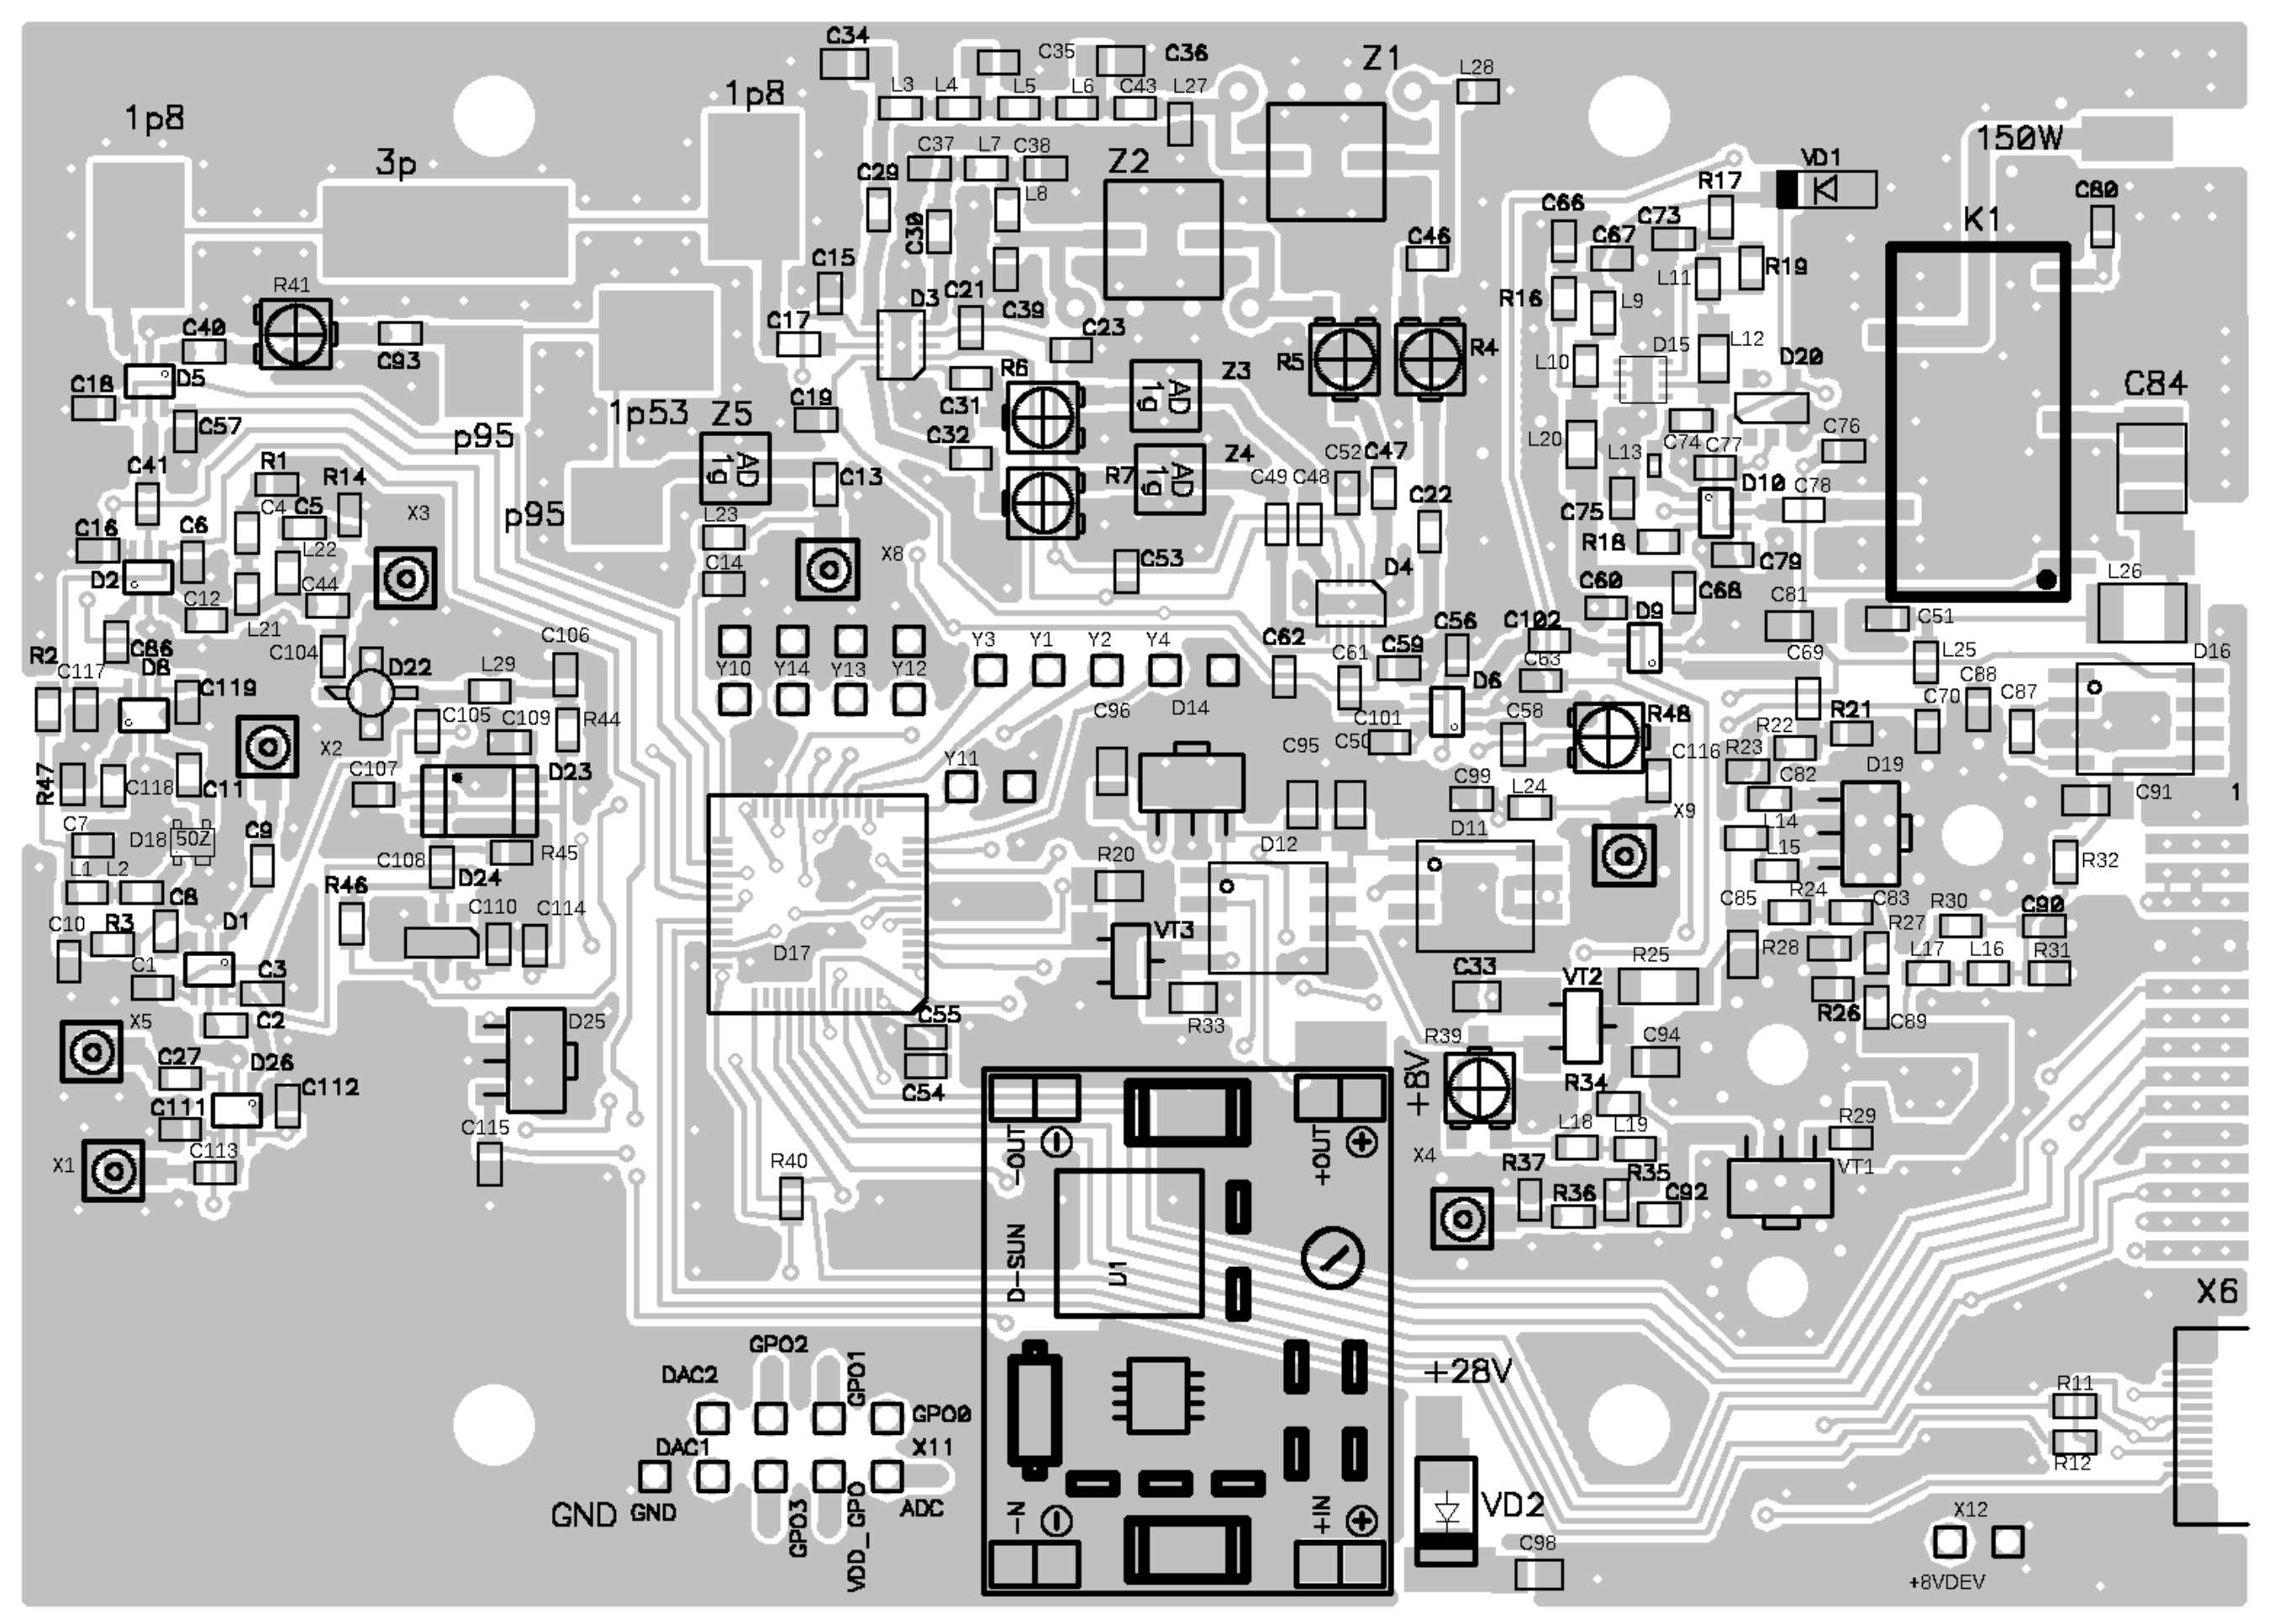 C34
C35
C36
Z1
L28
1p8
L3
L4
L5
L6
C43
L27
1p8
3p
C37
L7
C38
Z2
150W
VD1
C29
L8
R17
C80
C66
C73
K1
C30
C46
C67
C15
L11
R19
R41
D3
C21
C39
R16
L9
C40
C17
C23
R5
R4
D15
L12
C93
L10
D20
D5
R6
Z3
C84
C18
C31
AD
1g
C57
1p53
Z5
C19
C74
C76
p95
C32
L20
C77
C41
R1
R14
AD
1g
C13
R7
Z4
AD
1g
C52
C47
L13
D10
C78
C4
C5
X3
p95
C49
C48
C22
C75
C16
C6
L22
L23
R18
C79
D2
C14
X8
C53
D4
L26
C44
C60
C68
C12
C81
C51
L21
C102
D9
C86
C106
Y3
Y1
Y2
Y4
C56
R2
C104
D22
Y10
Y14
Y13
Y12
C62
C61
C59
C63
C69
L25
D16
C117
D8
L29
D6
C88
C119
C105
C109
R44
C96
D14
C101
C50
C58
R48
R22
R21
C70
C87
X2
Y11
C95
C116
R23
R47
C118
C11
C107
D23
C99
L24
X9
C82
D19
C91
1
C7
D18
50Z
C9
R45
D12
D11
L14
L1
L2
C108
D24
R20
L15
R32
C8
R46
C85
R24
C83
C10
R3
D1
C110
C114
VT3
D17
R28
R27
R30
C90
C1
C3
C33
VT2
R25
L17
L16
R31
X5
C2
D25
C55
R33
R39
R26
C89
C27
D26
C94
C54
+8V
C112
R34
C111
C115
-OUT
+OUT
L18
L19
R29
X1
C113
R40
X4
R37
R36
R35
C92
VT1
D-SUN
U1
X6
GPO2
DAC2
GPO1
+28V
R11
GPO0
DAC1
X11
R12
GND
GND
GPO3
VDD_GPO
ADC
-N
+IN
VD2
X12
C98
+8VDEV